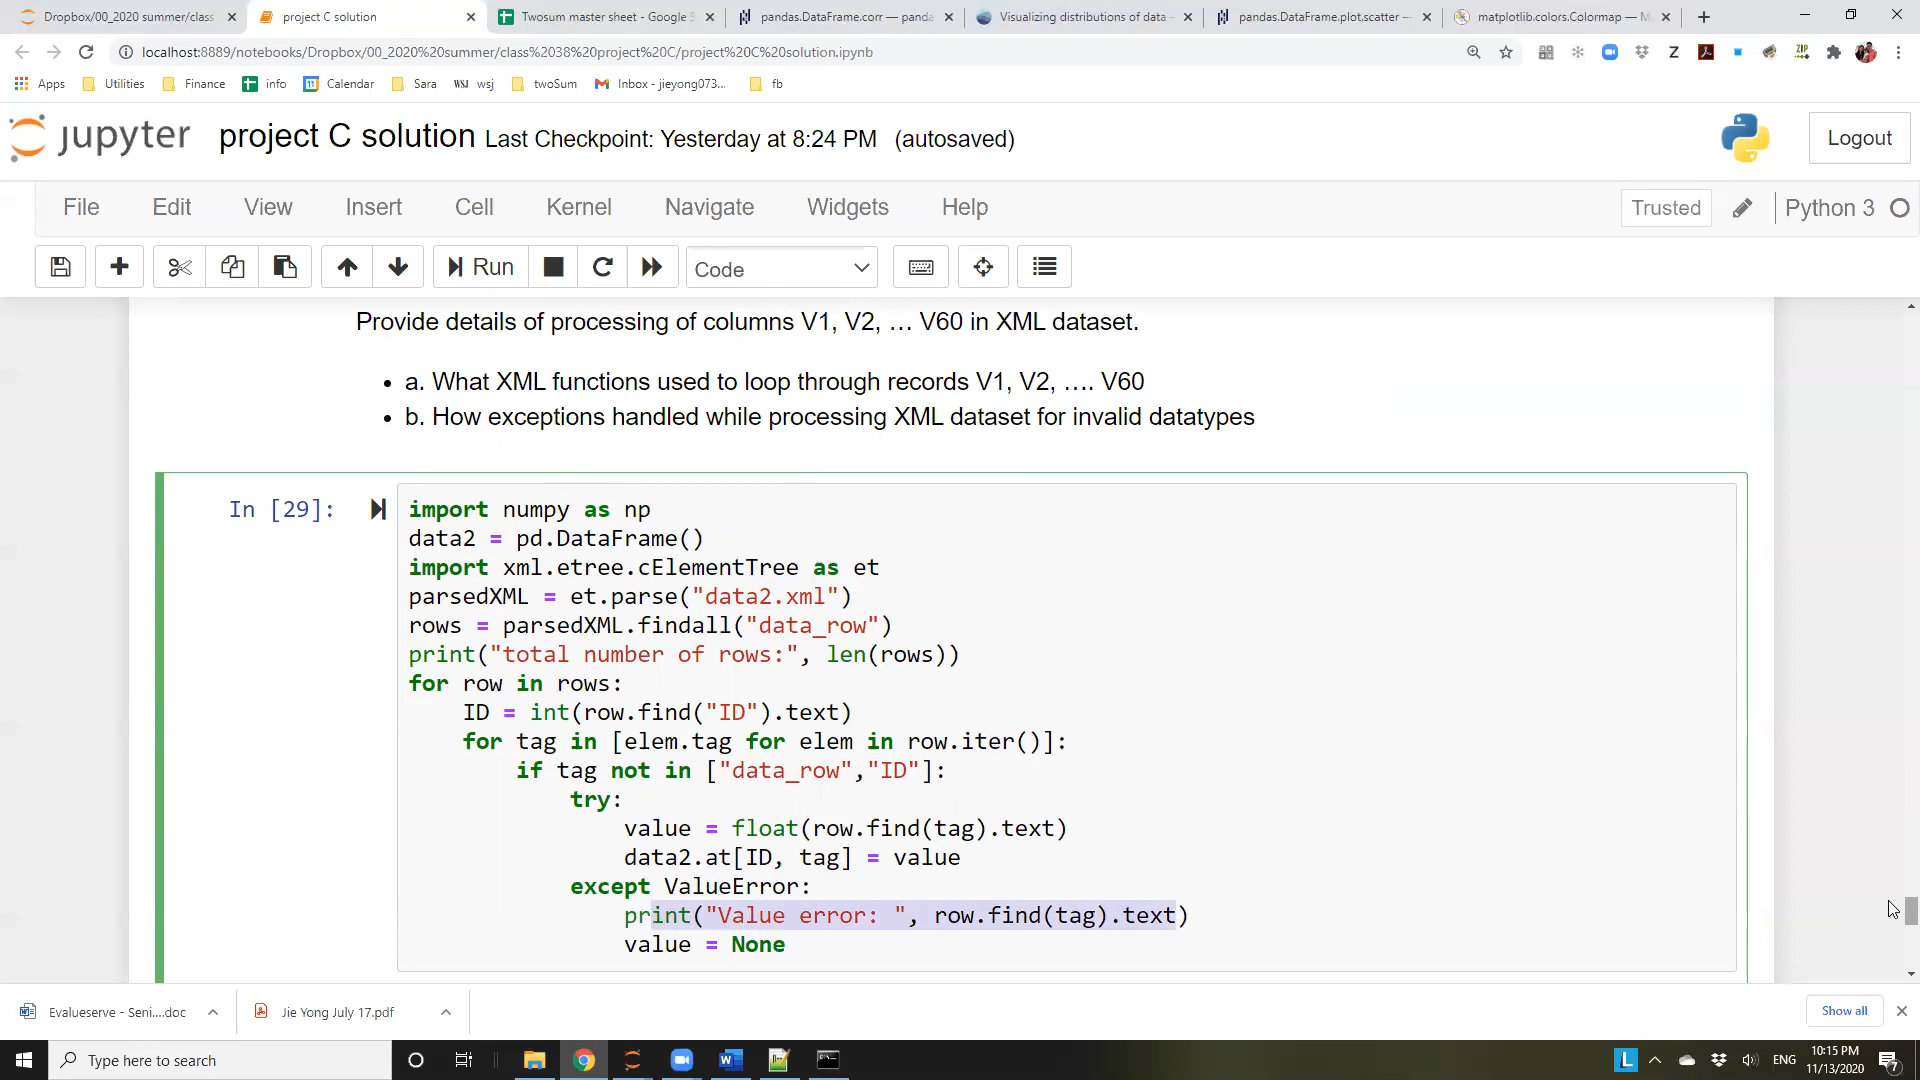 Dropbox/00_2020 summer/class
project C solution
Twosum master sheet - Google S
pandas.DataFrame.corr — panda
Visualizing distributions of data
pandas.DataFrame.plot.scatter —
matplotlib.colors.Colormap — M
localhost:8889/notebooks/Dropbox/00_2020%20summer/class%2038%20project%20C/project%20C%20solution.ipynb
Apps
Utilities
Finance
info
Calendar
Sara
WSJ wsj
twoSum
Inbox - jieyong073...
fb
jupyter project C solution Last Checkpoint: Yesterday at 8:24 PM (autosaved)
Logout
File Edit View Insert Cell Kernel Navigate Widgets Help
Trusted
Python 3
Run
Code
Provide details of processing of columns V1, V2, … V60 in XML dataset.
• a. What XML functions used to loop through records V1, V2, …. V60
• b. How exceptions handled while processing XML dataset for invalid datatypes
In [29]:
import numpy as np
data2 = pd.DataFrame()
import xml.etree.cElementTree as et
parsedXML = et.parse("data2.xml")
rows = parsedXML.findall("data_row")
print("total number of rows:", len(rows))
for row in rows:
    ID = int(row.find("ID").text)
    for tag in [elem.tag for elem in row.iter()]:
        if tag not in ["data_row","ID"]:
            try:
                value = float(row.find(tag).text)
                data2.at[ID, tag] = value
            except ValueError:
                print("Value error: ", row.find(tag).text)
                value = None
Evalueserve - Seni....doc
Jie Yong July 17.pdf
Show all
Type here to search
ENG
10:15 PM
11/13/2020
7